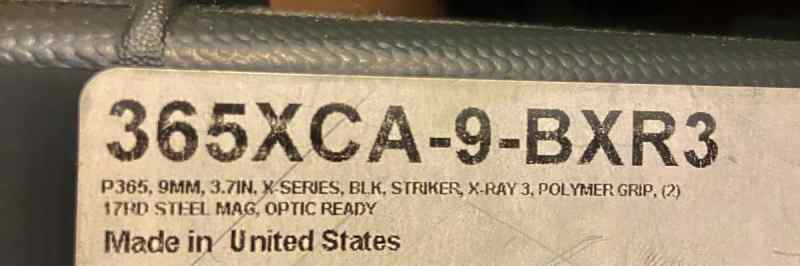 365XCA-9-BXR3
P365, 9MM, 3.7IN, X-SERIES, BLK, STRIKER, X-RAY 3, POLYMER GRIP, (2)
17RD STEEL MAG, OPTIC READY
Made in United States